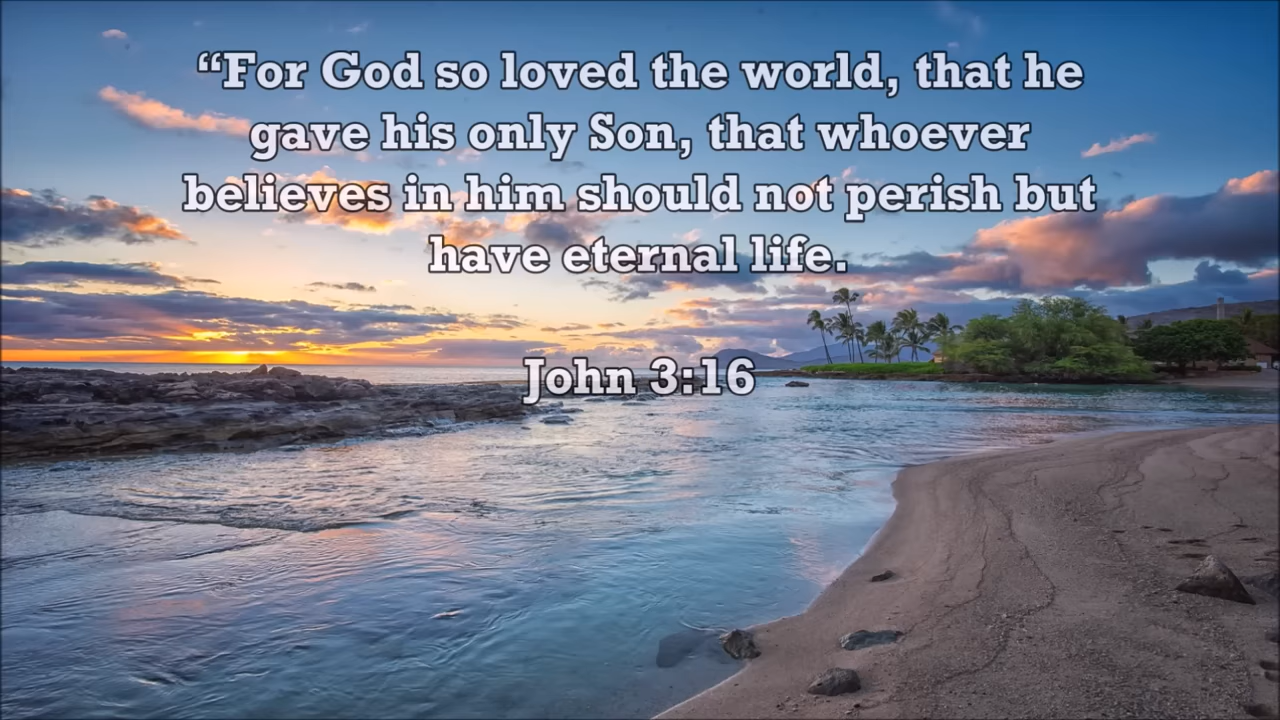 “For God so loved the world, that he
gave his only Son, that whoever
believes in him should not perish but
have eternal life.
John 3:16